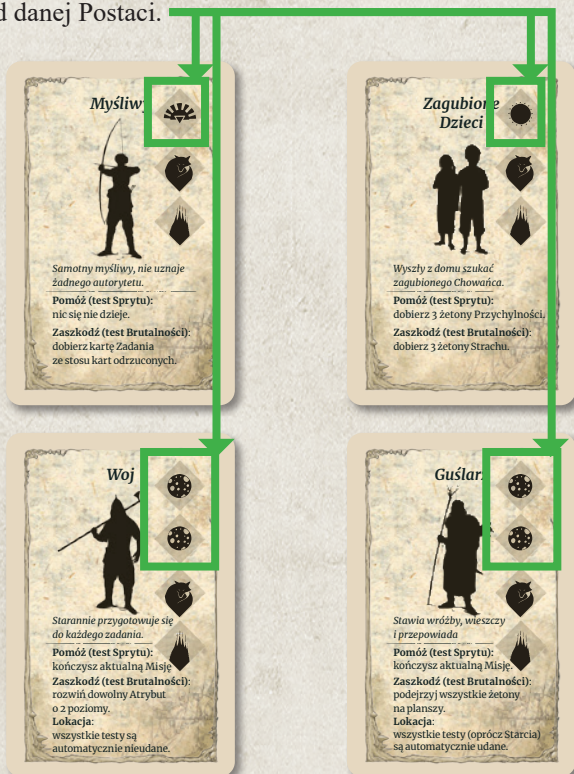 d danej Postaci.
Zagubione
Dzieci
Samotny myśliwy, nie uznaje
żadnego autorytetu.
Pomóż (test Sprytu):
nic się nie dzieje.
Zaszkodź (test Brutalności):
dobierz kartę Zadania
ze stosu kart odrzuconych.
Wyszły z domu szukać
zagubionego Chowańca.
Pomóż (test Sprytu):
dobierz 3 żetony Przychylności.
Zaszkodź (test Brutalności):
dobierz 3 żetony Strachu.
Woj
Starannie przygotowuje się
do każdego zadania.
Pomóż (test Sprytu):
kończysz aktualną Misję
Zaszkodź (test Brutalności):
rozwiń dowolny Atrybut
o 2 poziomy.
Lokacja:
wszystkie testy są
automatycznie nieudane.
Stawia wróżby, wieszczy
i przepowiada
Pomóż (test Sprytu):
kończysz aktualną Misję.
Zaszkodź (test Brutalności):
podejrzyj wszystkie żetony
na planszy.
Lokacja:
wszystkie testy (oprócz Starcia)
są automatycznie udane.